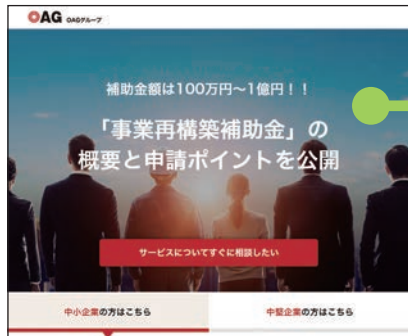 OAG OAGグループ
補助金額は100万円〜1億円！！
「事業再構築補助金」の
概要と申請ポイントを公開
サービスについてすぐに相談したい
中小企業の方はこちら
中堅企業の方はこちら